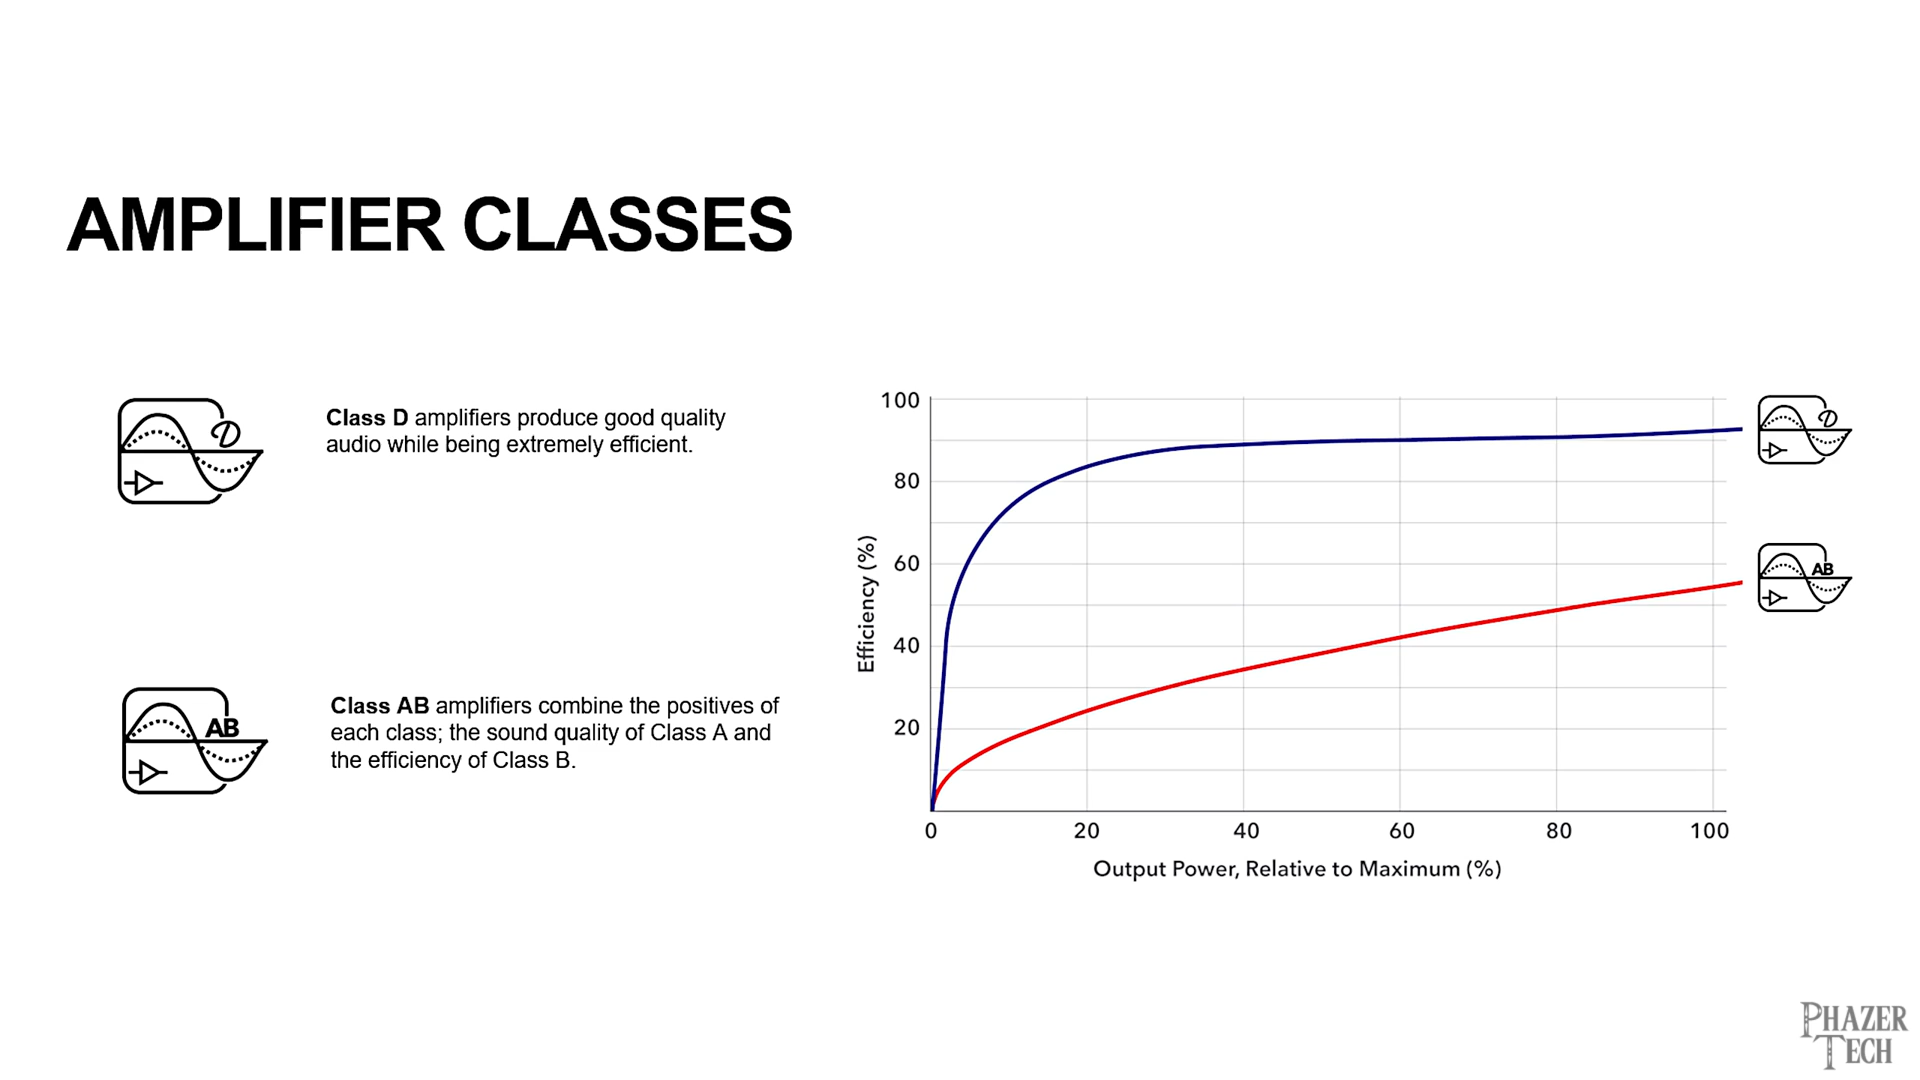 AMPLIFIER CLASSES
D
Class D amplifiers produce good quality
audio while being extremely efficient.
AB
Class AB amplifiers combine the positives of
each class; the sound quality of Class A and
the efficiency of Class B.
100
80
60
40
20
Efficiency (%)
0 20 40 60 80 100
Output Power, Relative to Maximum (%)
D
AB
PHAZER
TECH